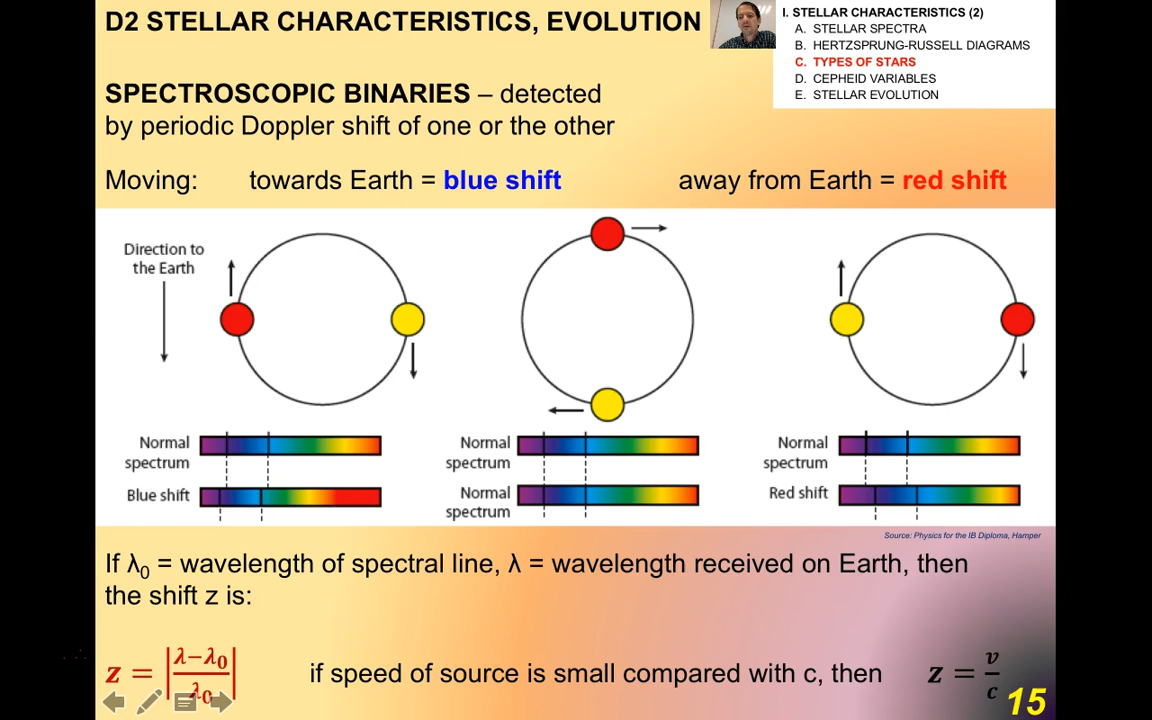 D2 STELLAR CHARACTERISTICS, EVOLUTION
I. STELLAR CHARACTERISTICS (2)
A. STELLAR SPECTRA
B. HERTZSPRUNG-RUSSELL DIAGRAMS
C. TYPES OF STARS
D. CEPHEID VARIABLES
E. STELLAR EVOLUTION
SPECTROSCOPIC BINARIES – detected
by periodic Doppler shift of one or the other
Moving: towards Earth = blue shift away from Earth = red shift
Direction to
the Earth
Normal
spectrum
Blue shift
Normal
spectrum
Normal
spectrum
Normal
spectrum
Red shift
Source: Physics for the IB Diploma, Hamper
If λ₀ = wavelength of spectral line, λ = wavelength received on Earth, then
the shift z is:
z = |(λ−λ₀)/λ₀| if speed of source is small compared with c, then z = v/c
15